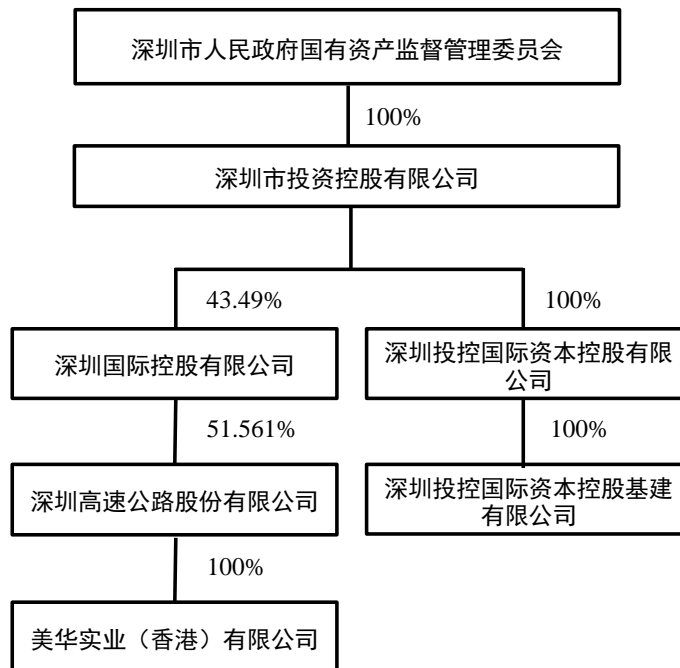 深圳市人民政府国有资产监督管理委员会
100%
深圳市投资控股有限公司
43.49%
100%
深圳国际控股有限公司
深圳投控国际资本控股有限
公司
51.561%
100%
深圳高速公路股份有限公司
深圳投控国际资本控股基建
有限公司
100%
美华实业（香港）有限公司